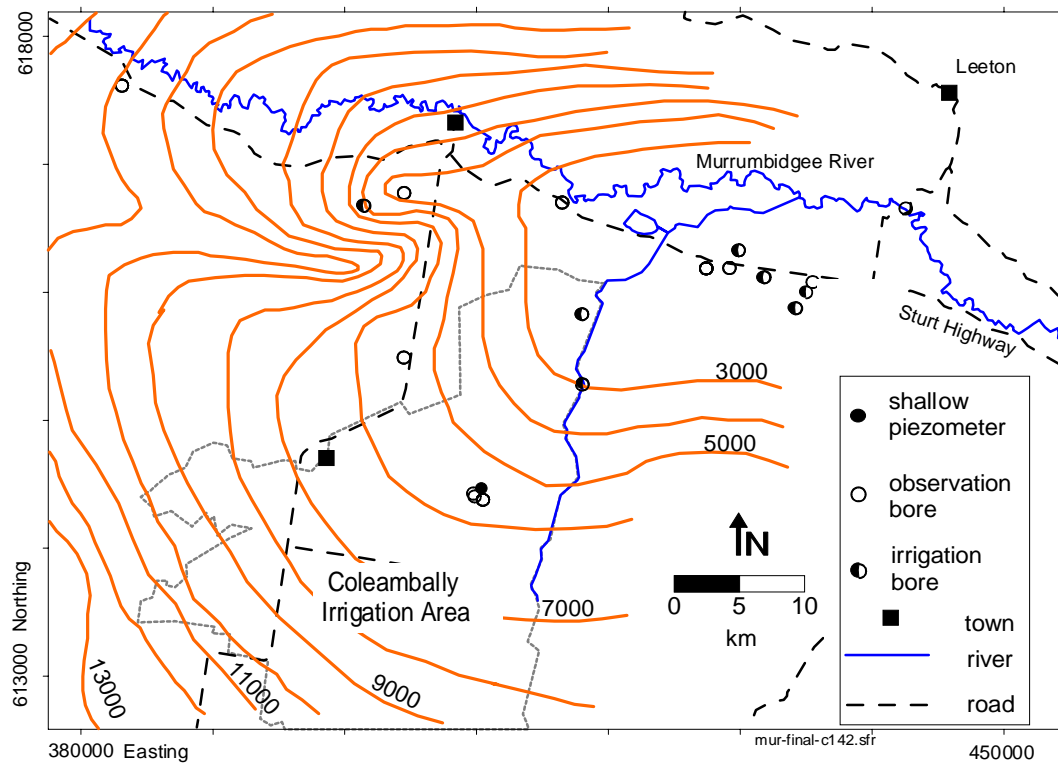 618000
Leeton
Murrumbidgee River
Sturt Highway
3000
5000
7000
9000
11000
13000
Coleambally
Irrigation Area
N
0 5 10
km
shallow
piezometer
observation
bore
irrigation
bore
town
river
road
613000 Northing
mur-final-c142.sfr
380000 Easting
450000